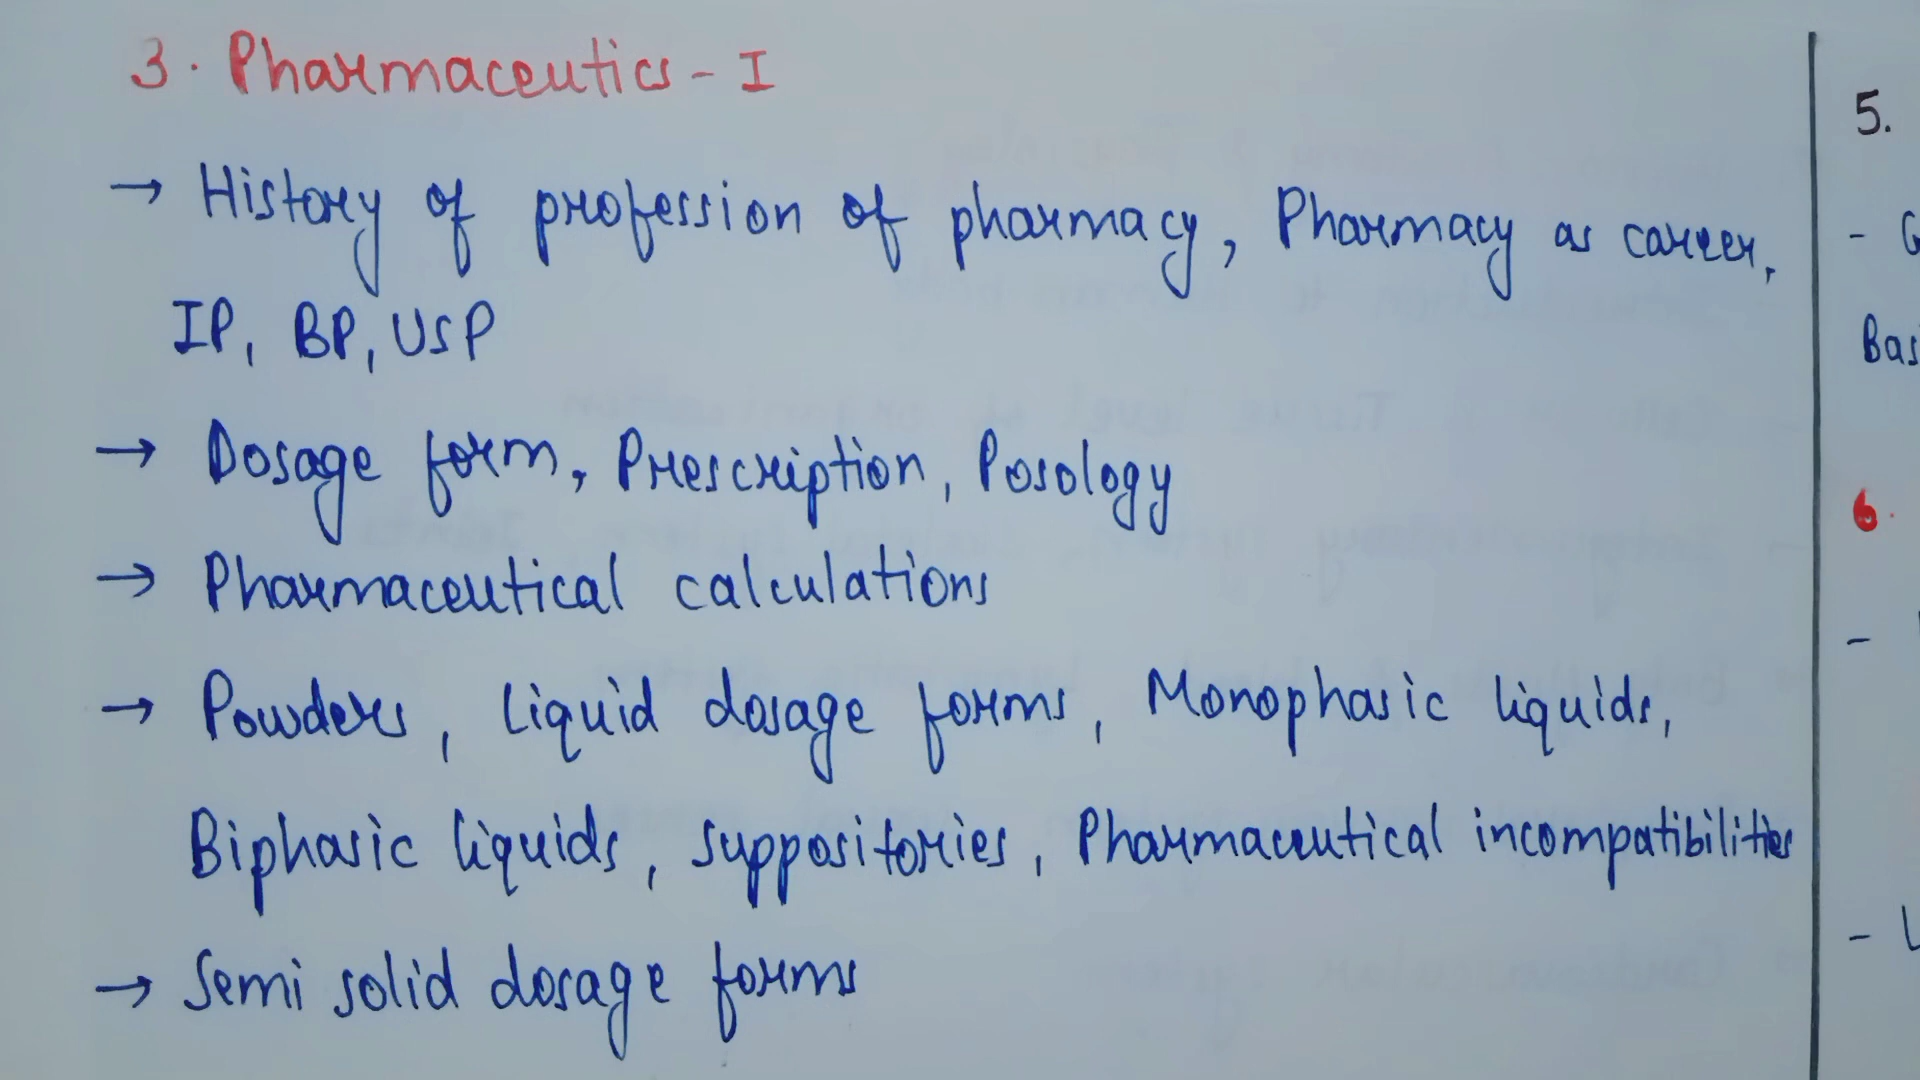 3. Pharmaceutics - I
→ History of profession of pharmacy, Pharmacy as career,
IP, BP, USP
→ Dosage form, Prescription, Posology
→ Pharmaceutical calculations
→ Powders, Liquid dosage forms, Monophasic liquids,
Biphasic liquids, suppositories, Pharmaceutical incompatibilities
→ Semi solid dosage forms
5.
6.